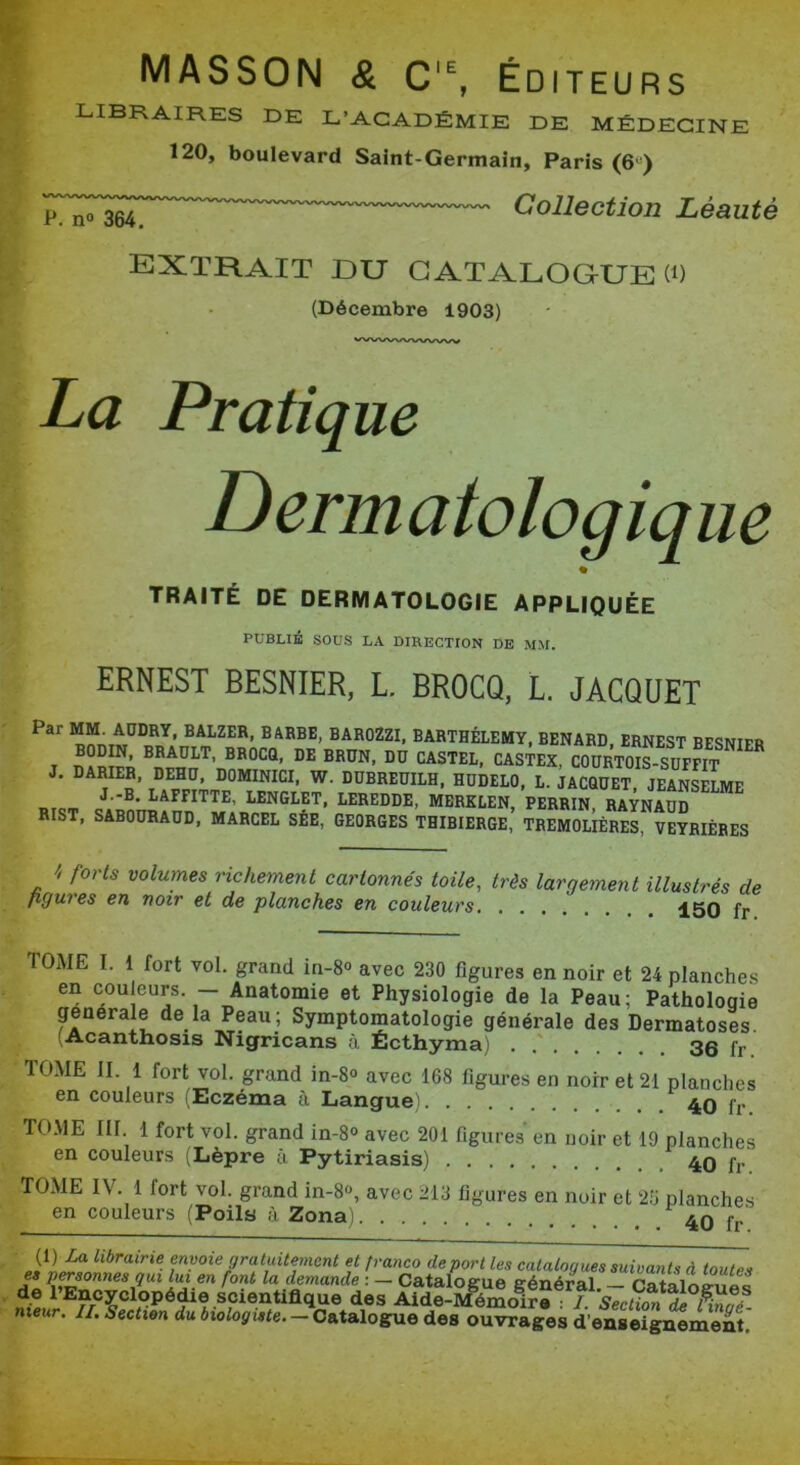 MASSON & Cie, ÉDITEURS
LIBRAIRES DE L'ACADÉMIE DE MÉDECINE
120, boulevard Saint-Germain, Paris (6e)
P. no 364. Collection Léauté
EXTRAIT DU CATALOGUE (1)
(Décembre 1903)
La Pratique
Dermatologique
TRAITÉ DE DERMATOLOGIE APPLIQUÉE
PUBLIÉ SOUS LA DIRECTION DE MM.
ERNEST BESNIER, L. BROCQ, L. JACQUET
Par MM. AUDRY, BALZER, BARBE, BAROZZI, BARTHÉLEMY, BENARD, ERNEST BESNIER
BODIN, BRAULT, BROCQ, DE BRUN, DU CASTEL, CASTEX, COURTOIS-SUFFIT
J. DARIER, DEHU, DOMINICI, W. DUBREUILH, HUDELO, L. JACQUET, JEANSELME
J.-B. LAFFITTE, LENGLET, LEREDDE, MERKLEN, PERRIN, RAYNAUD
RIST, SABOURAUD, MARCEL SÉE, GEORGES THIBIERGE, TREMOLIÈRES, VEYRIÈRES
4 forts volumes richement cartonnés toile, très largement illustrés de
figures en noir et de planches en couleurs. . . . . . . . . . 150 fr.
TOME I. 1 fort vol. grand in-8o avec 230 figures en noir et 24 planches
en couleurs. — Anatomie et Physiologie de la Peau; Pathologie
générale de la Peau; Symptomatologie générale des Dermatoses.
(Acanthosis Nigricans à Ecthyma) . . . . . . . . . 36 fr.
TOME II. 1 fort vol. grand in-8o avec 168 figures en noir et 21 planches
en couleurs (Eczéma à Langue). . . . . . . . . . . . . 40 fr.
TOME III. 1 fort vol. grand in-8o avec 201 figures en noir et 19 planches
en couleurs (Lèpre à Pytiriasis) . . . . . . . . . . . . 40 fr.
TOME IV. 1 fort vol. grand in-8o, avec 213 figures en noir et 25 planches
en couleurs (Poils à Zona). . . . . . . . . . . . . . . . 40 fr.
(1) La librairie envoie gratuitement et franco de port les catalogues suivants à toutes
es personnes qui lui en font la demande : — Catalogue général. — Catalogues
de l'Encyclopédie scientifique des Aide-Mémoire : I. Section de l'ingé-
nieur. II. Section du biologiste. — Catalogue des ouvrages d'enseignement.